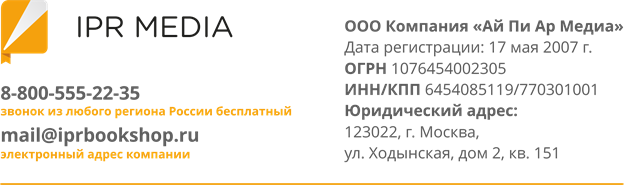 IPR MEDIA
8-800-555-22-35
звонок из любого региона России бесплатный
mail@iprbookshop.ru
электронный адрес компании
ООО Компания «Ай Пи Ар Медиа»
Дата регистрации: 17 мая 2007 г.
ОГРН 1076454002305
ИНН/КПП 6454085119/770301001
Юридический адрес:
123022, г. Москва,
ул. Ходынская, дом 2, кв. 151